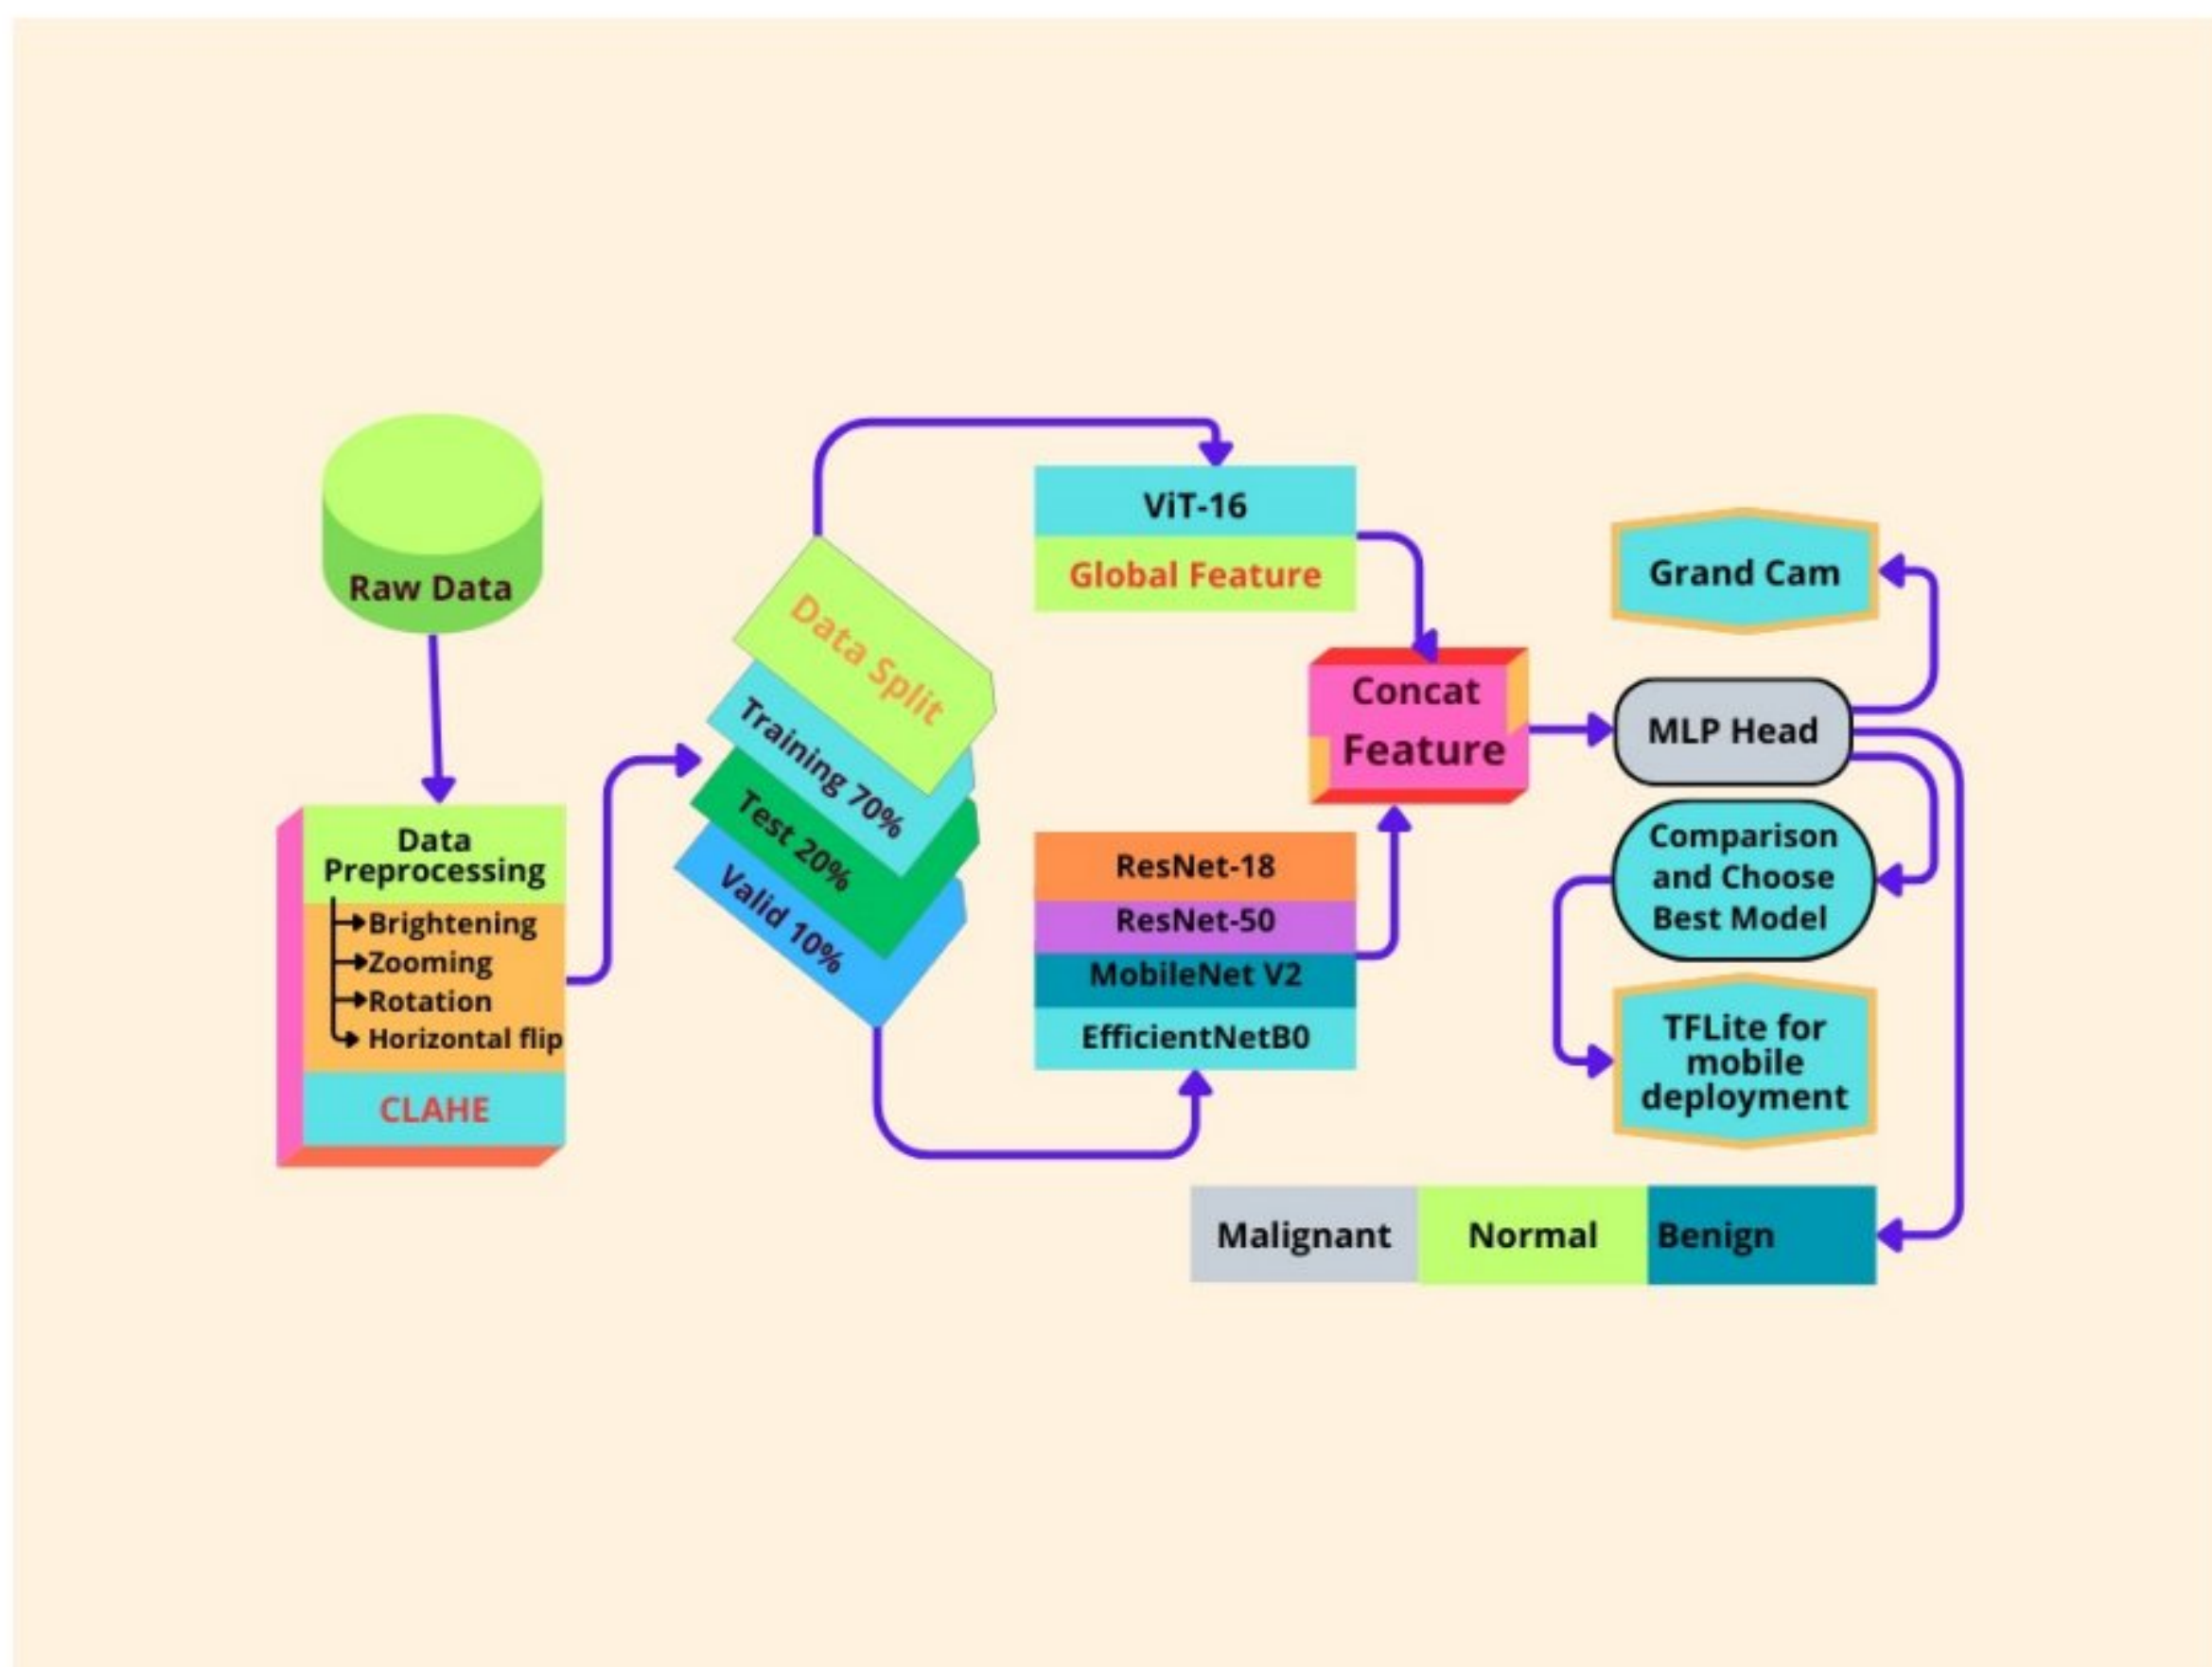 Raw Data
Data
Preprocessing
Brightening
Zooming
Rotation
Horizontal flip
CLAHE
Data Split
Training 70%
Test 20%
Valid 10%
ViT-16
Global Feature
ResNet-18
ResNet-50
MobileNet V2
EfficientNetB0
Concat
Feature
MLP Head
Grand Cam
Comparison
and Choose
Best Model
TFLite for
mobile
deployment
Malignant
Normal
Benign